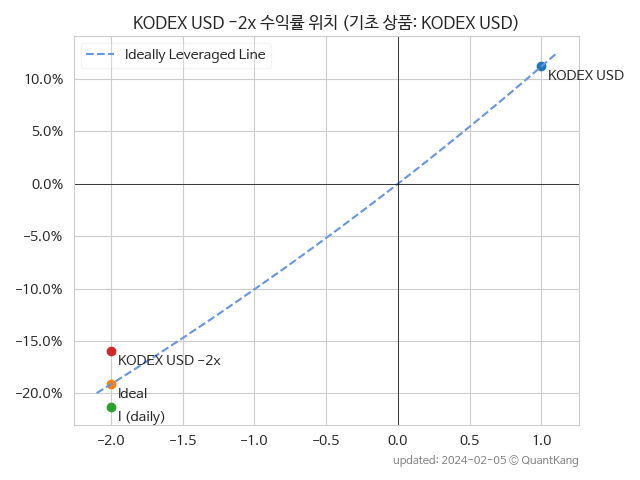 KODEX USD -2x 수익률 위치 (기초 상품: KODEX USD)
Ideally Leveraged Line
10.0%
5.0%
0.0%
-5.0%
-10.0%
-15.0%
-20.0%
KODEX USD
KODEX USD -2x
Ideal
I (daily)
-2.0 -1.5 -1.0 -0.5 0.0 0.5 1.0
updated: 2024-02-05 © QuantKang